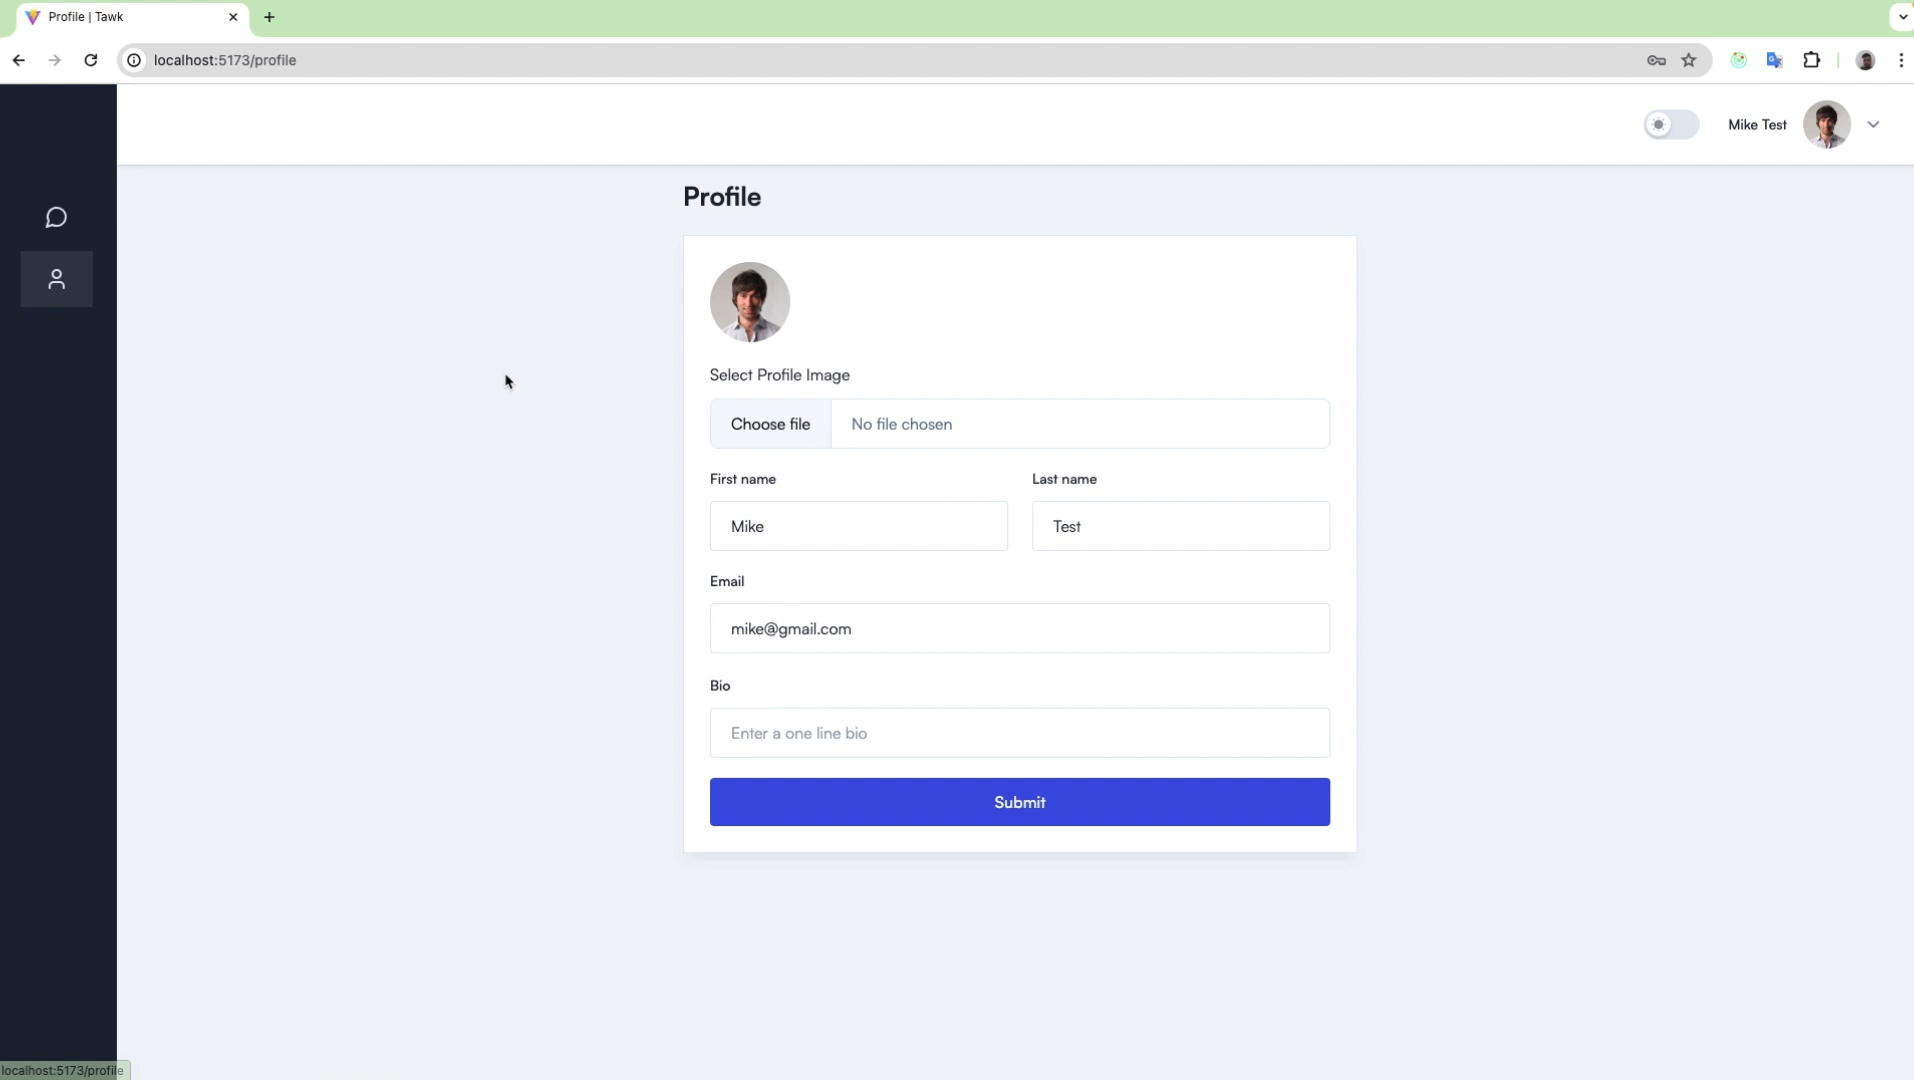 Profile | Tawk
localhost:5173/profile
Mike Test
Profile
Select Profile Image
Choose file No file chosen
First name Last name
Mike Test
Email
mike@gmail.com
Bio
Enter a one line bio
Submit
localhost:5173/profile